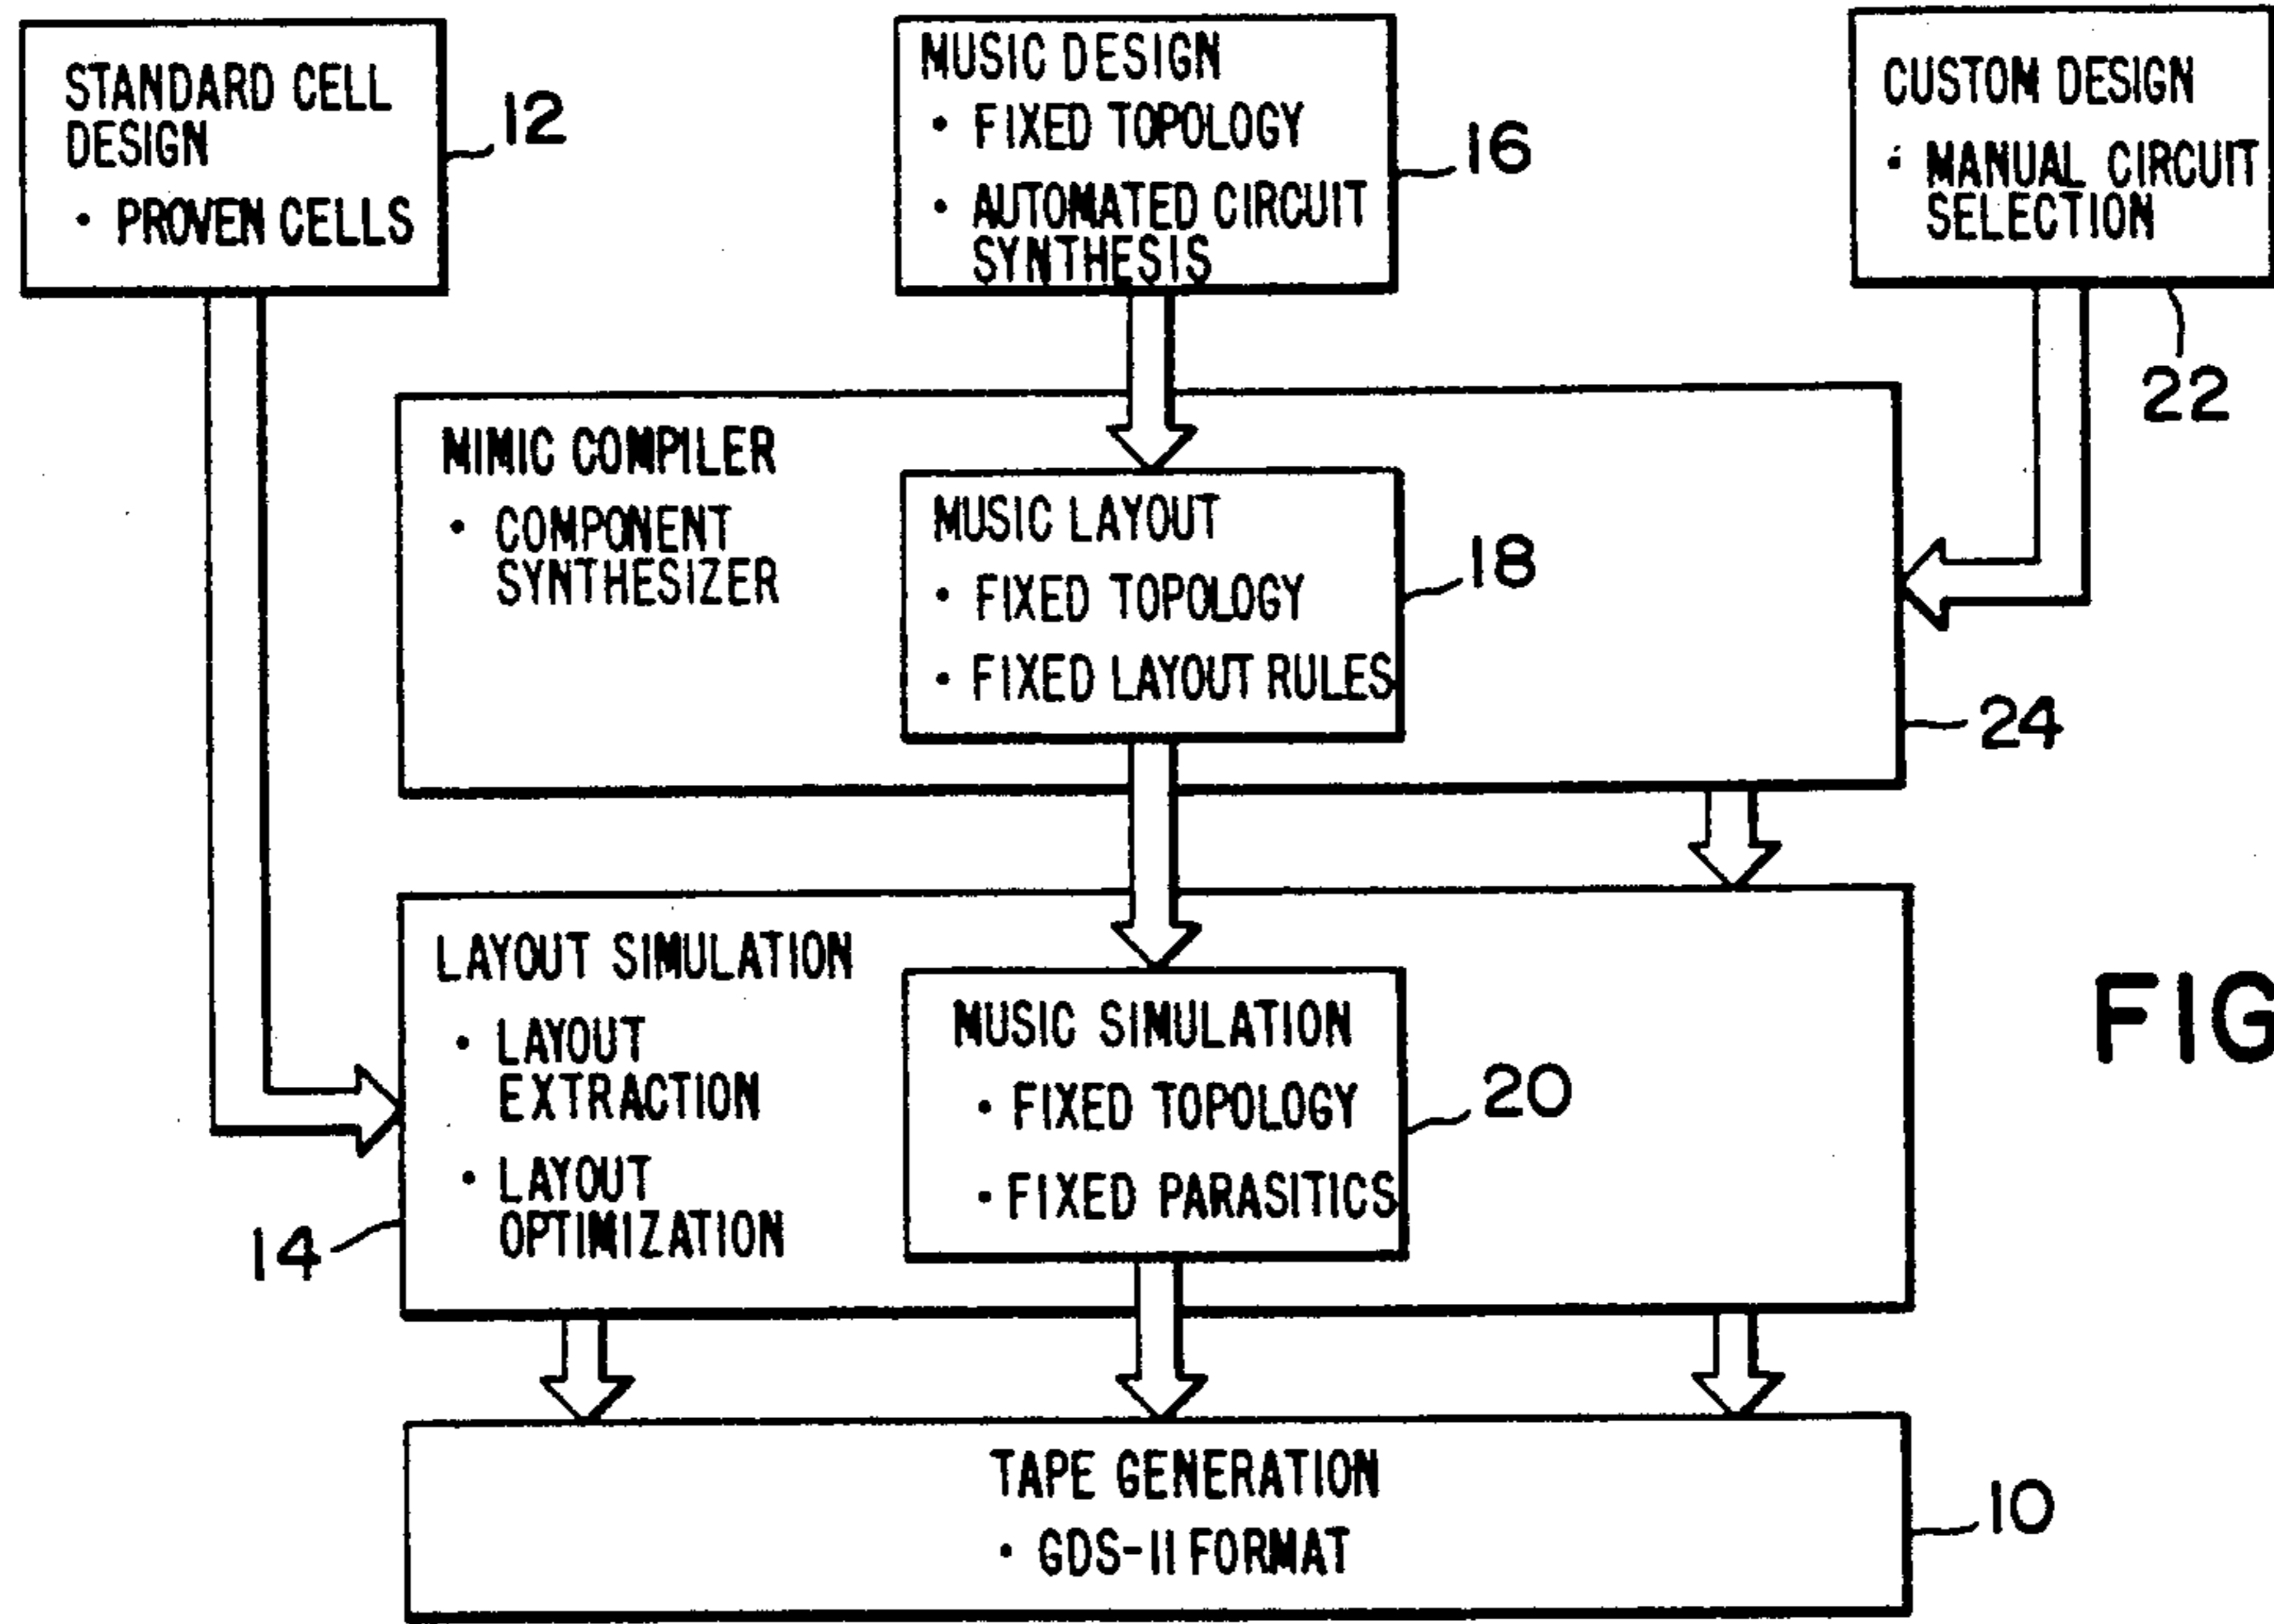 STANDARD CELL
DESIGN
• PROVEN CELLS
12
MUSIC DESIGN
• FIXED TOPOLOGY
• AUTOMATED CIRCUIT
SYNTHESIS
16
CUSTOM DESIGN
• MANUAL CIRCUIT
SELECTION
22
MIMIC COMPILER
• COMPONENT
SYNTHESIZER
MUSIC LAYOUT
• FIXED TOPOLOGY
• FIXED LAYOUT RULES
18
24
LAYOUT SIMULATION
• LAYOUT
EXTRACTION
• LAYOUT
OPTIMIZATION
14
MUSIC SIMULATION
• FIXED TOPOLOGY
• FIXED PARASITICS
20
FIG
TAPE GENERATION
• GDS-II FORMAT
10